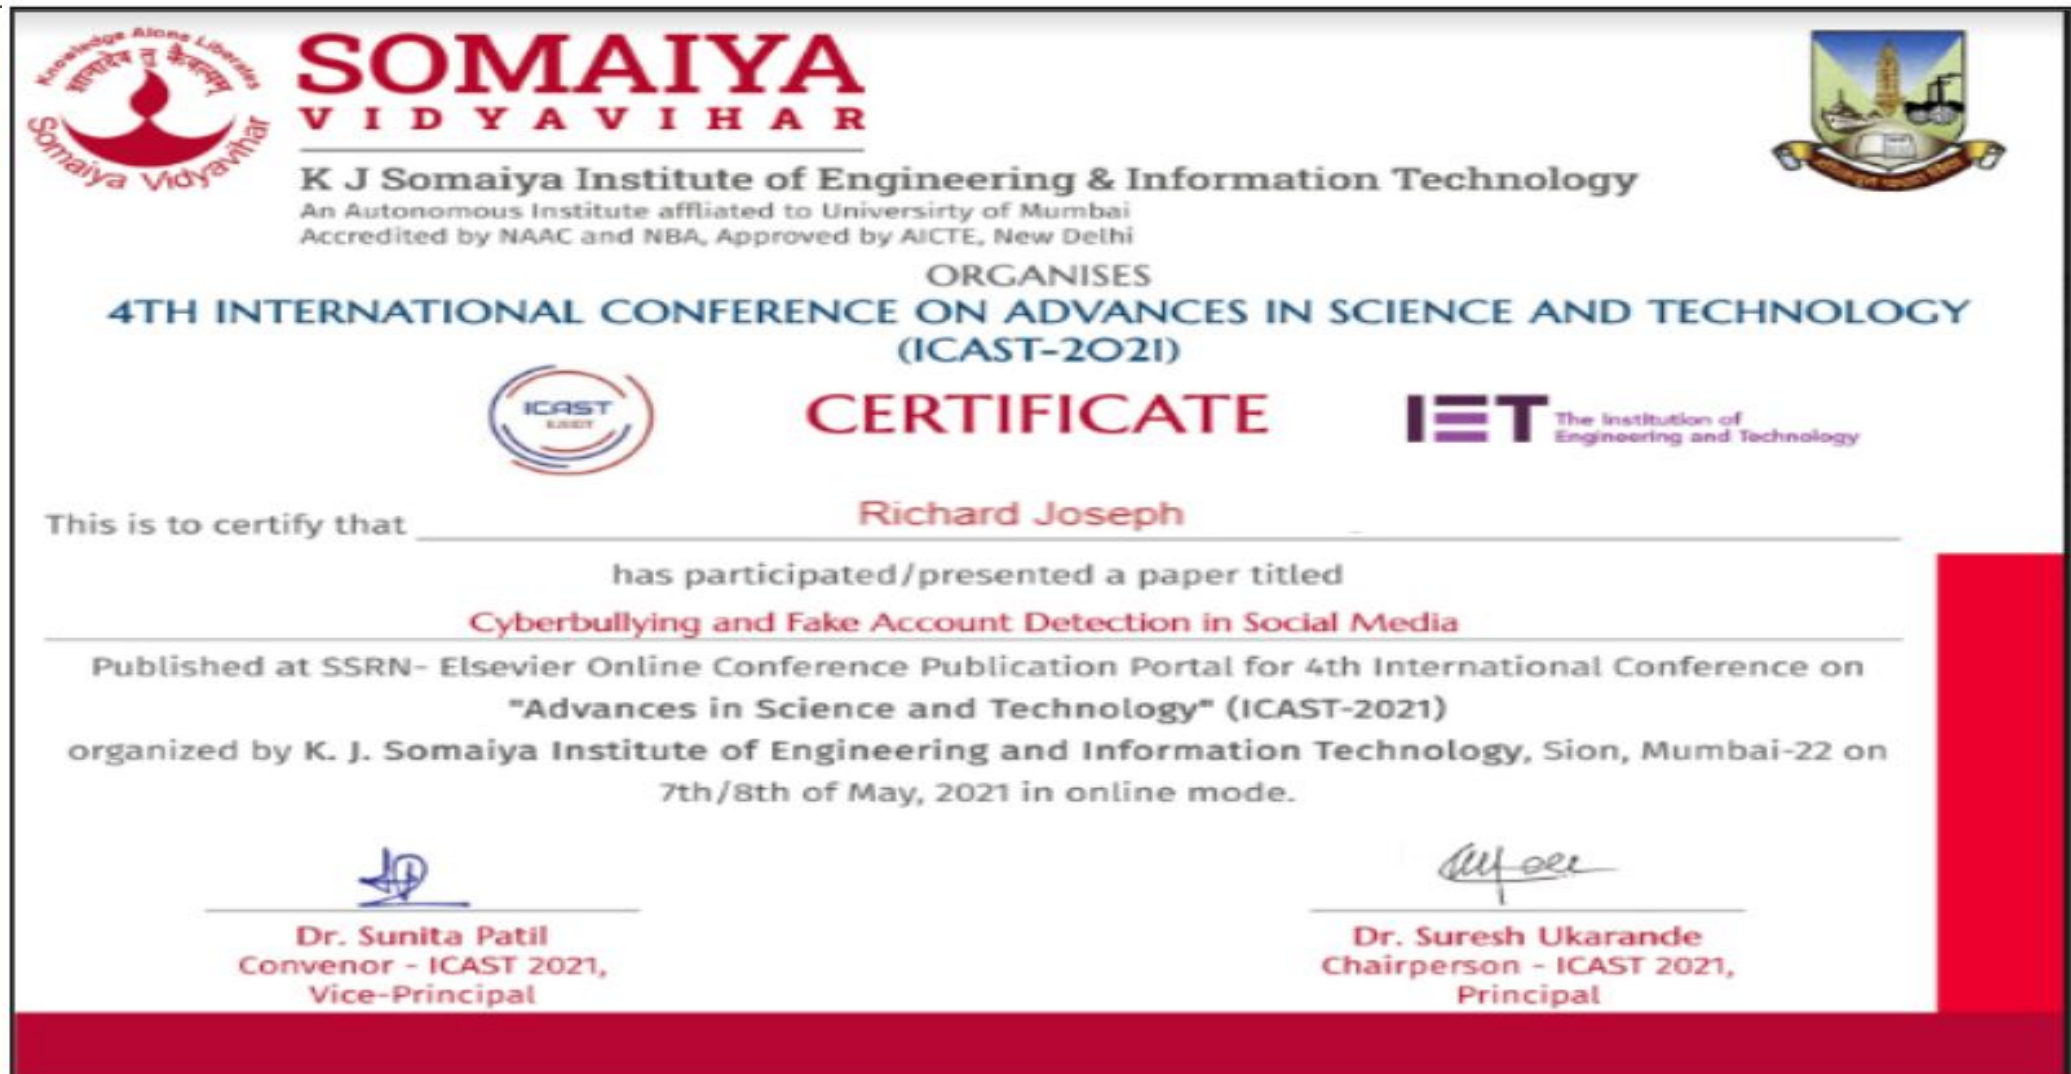 Knowledge Alone Liberates
ज्ञानादेव तु कैवल्यम्
Somaiya Vidyavihar
SOMAIYA
VIDYAVIHAR
K J Somaiya Institute of Engineering & Information Technology
An Autonomous Institute affliated to Universirty of Mumbai
Accredited by NAAC and NBA, Approved by AICTE, New Delhi
ORGANISES
4TH INTERNATIONAL CONFERENCE ON ADVANCES IN SCIENCE AND TECHNOLOGY
(ICAST-2021)
ICAST
CERTIFICATE
IET The Institution of
Engineering and Technology
Richard Joseph
This is to certify that
has participated/presented a paper titled
Cyberbullying and Fake Account Detection in Social Media
Published at SSRN- Elsevier Online Conference Publication Portal for 4th International Conference on
"Advances in Science and Technology" (ICAST-2021)
organized by K. J. Somaiya Institute of Engineering and Information Technology, Sion, Mumbai-22 on
7th/8th of May, 2021 in online mode.
Dr. Sunita Patil
Convenor - ICAST 2021,
Vice-Principal
Dr. Suresh Ukarande
Chairperson - ICAST 2021,
Principal